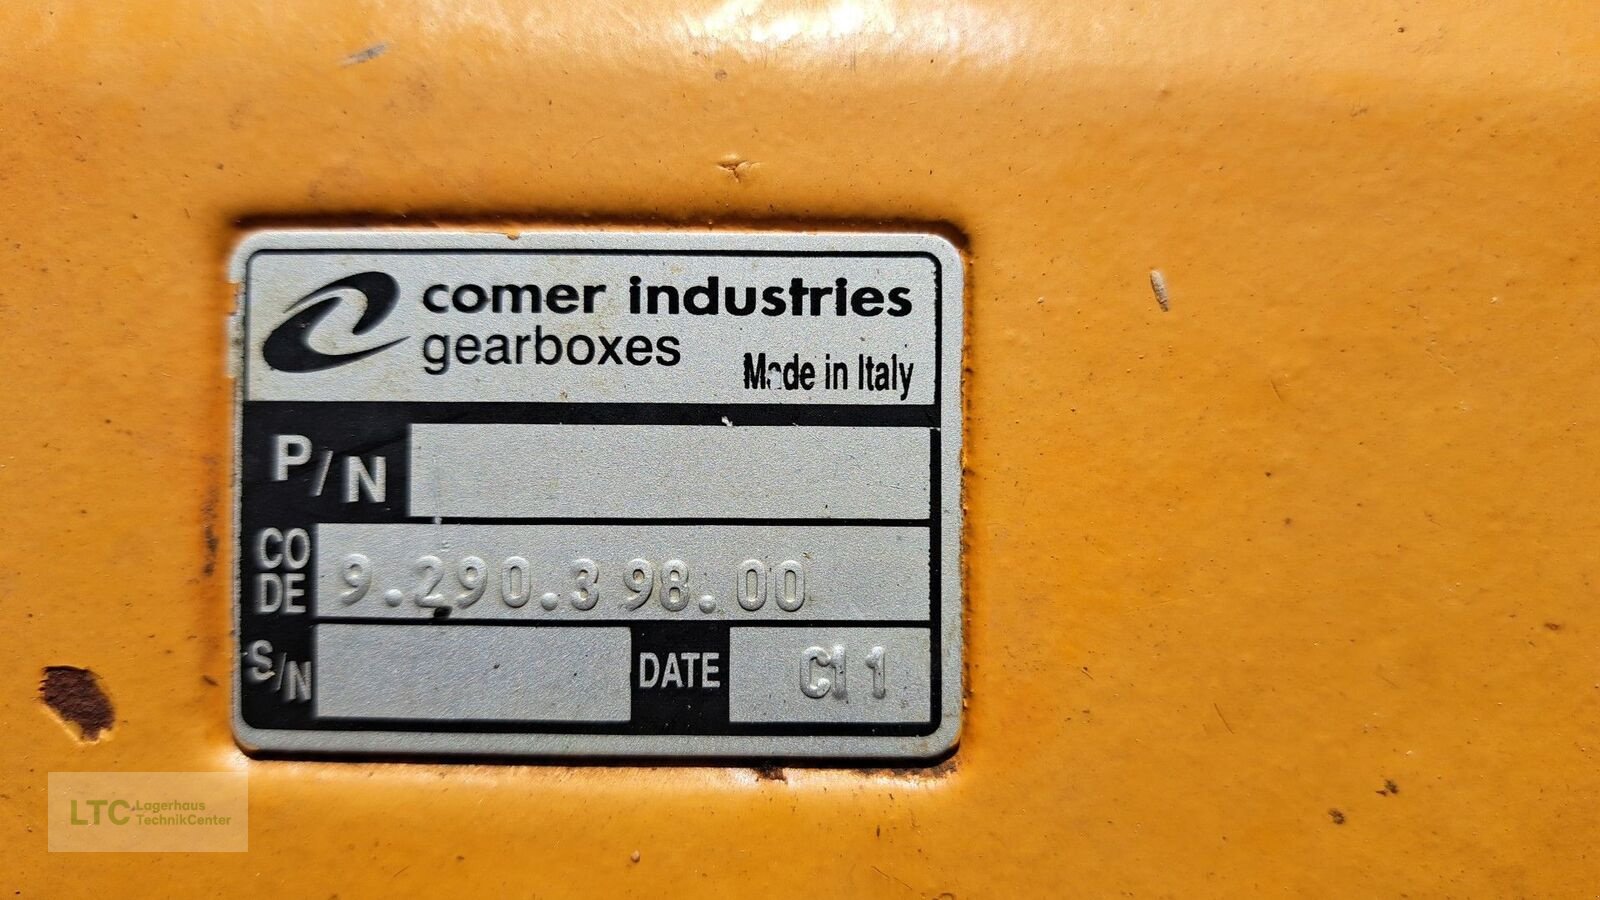 comer industries
gearboxes
Made in Italy
P/N
CODE 9.290.398.00
S/N
DATE C11
LTC Lagerhaus
TechnikCenter